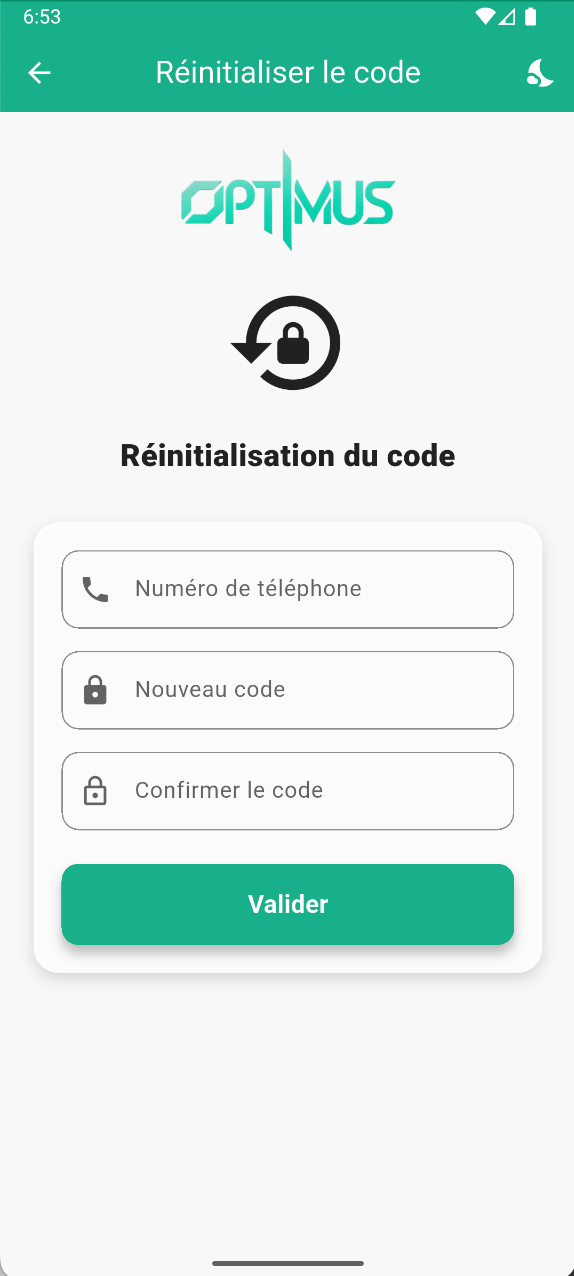 6:53
Réinitialiser le code
OPTIMUS
Réinitialisation du code
Numéro de téléphone
Nouveau code
Confirmer le code
Valider